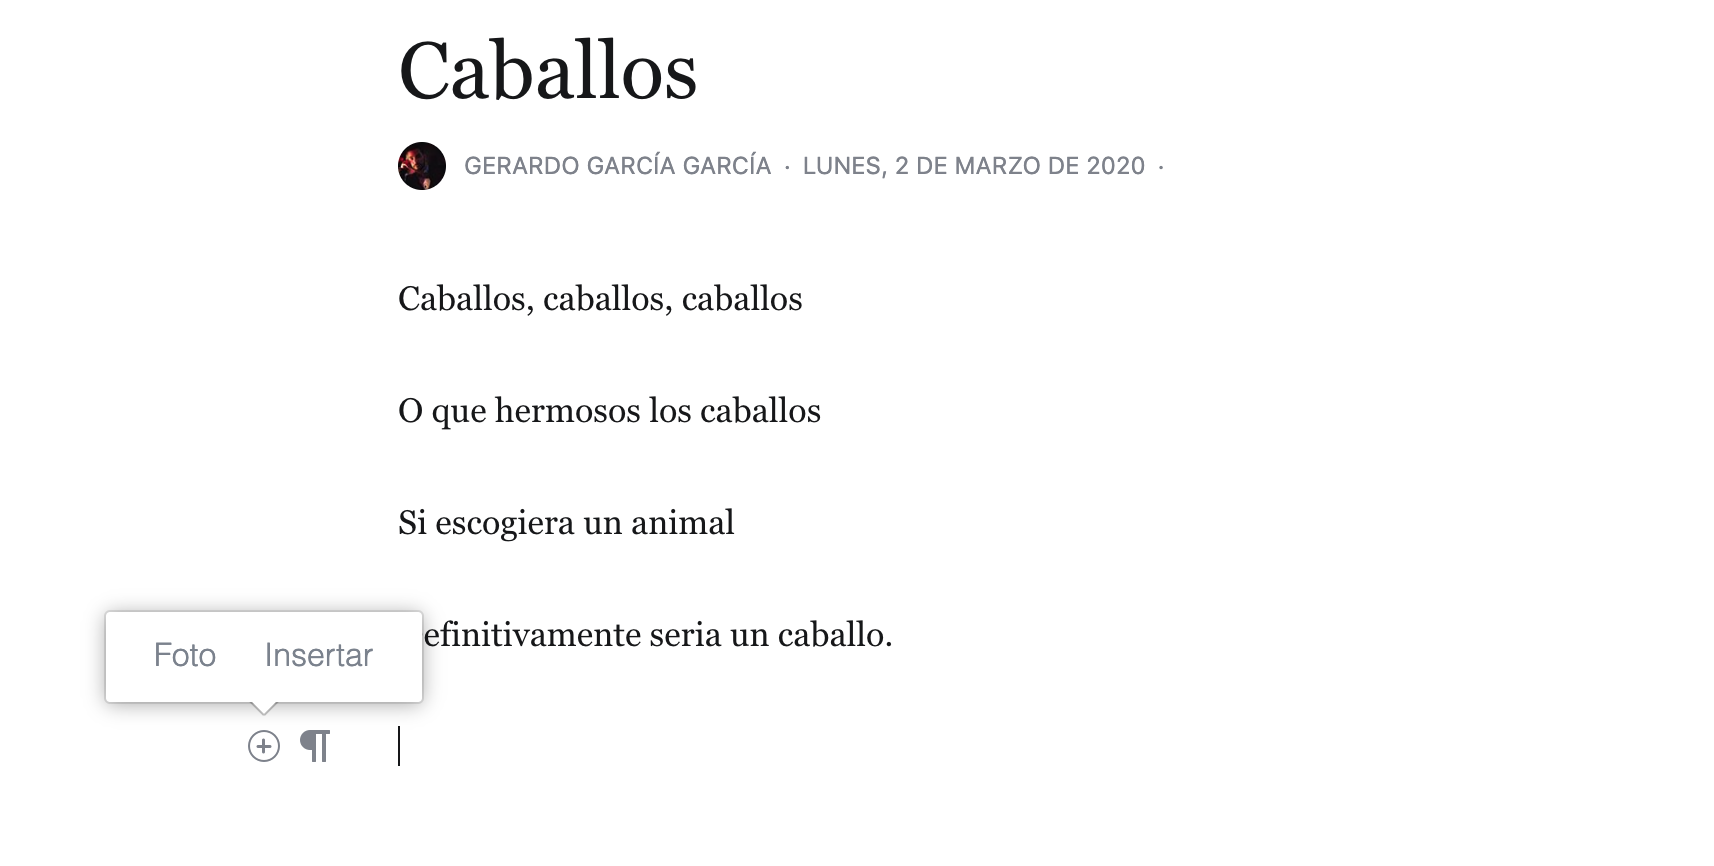 Caballos
GERARDO GARCÍA GARCÍA · LUNES, 2 DE MARZO DE 2020 ·
Caballos, caballos, caballos
O que hermosos los caballos
Si escogiera un animal
efinitivamente seria un caballo.
Foto Insertar